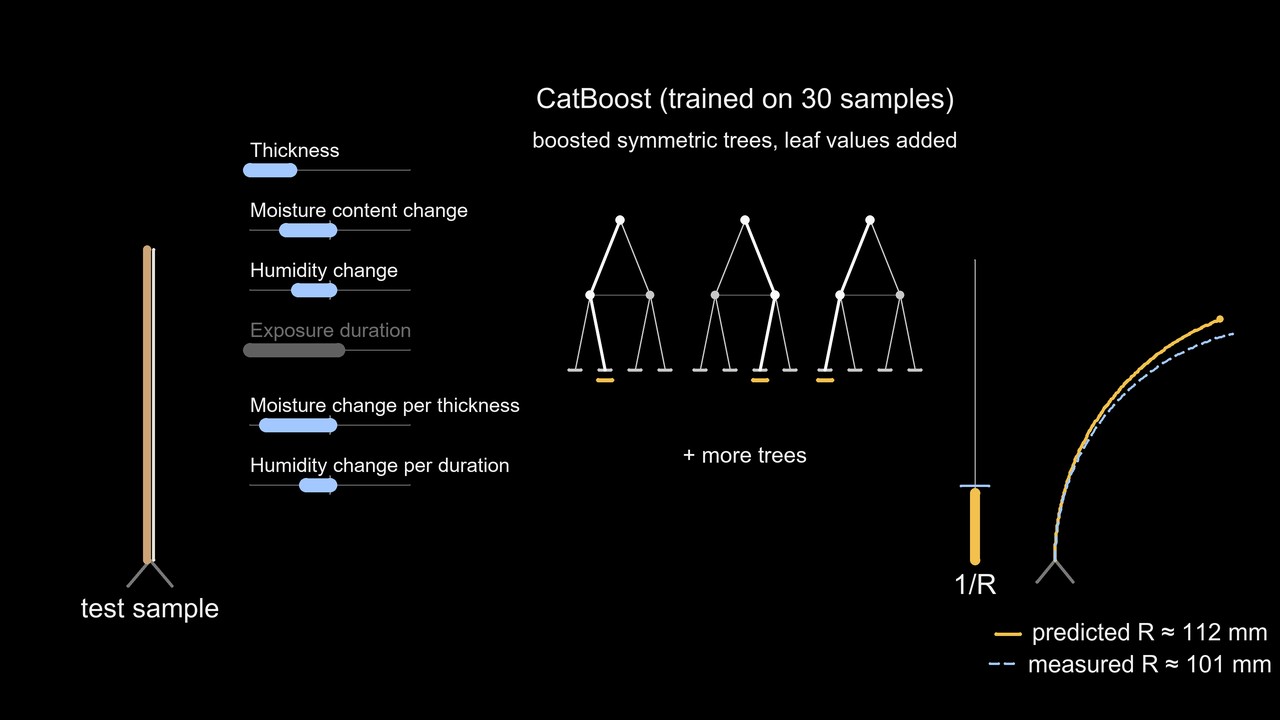 CatBoost (trained on 30 samples)
boosted symmetric trees, leaf values added
Thickness
Moisture content change
Humidity change
Exposure duration
Moisture change per thickness
Humidity change per duration
+ more trees
test sample
1/R
predicted R ≈ 112 mm
measured R ≈ 101 mm